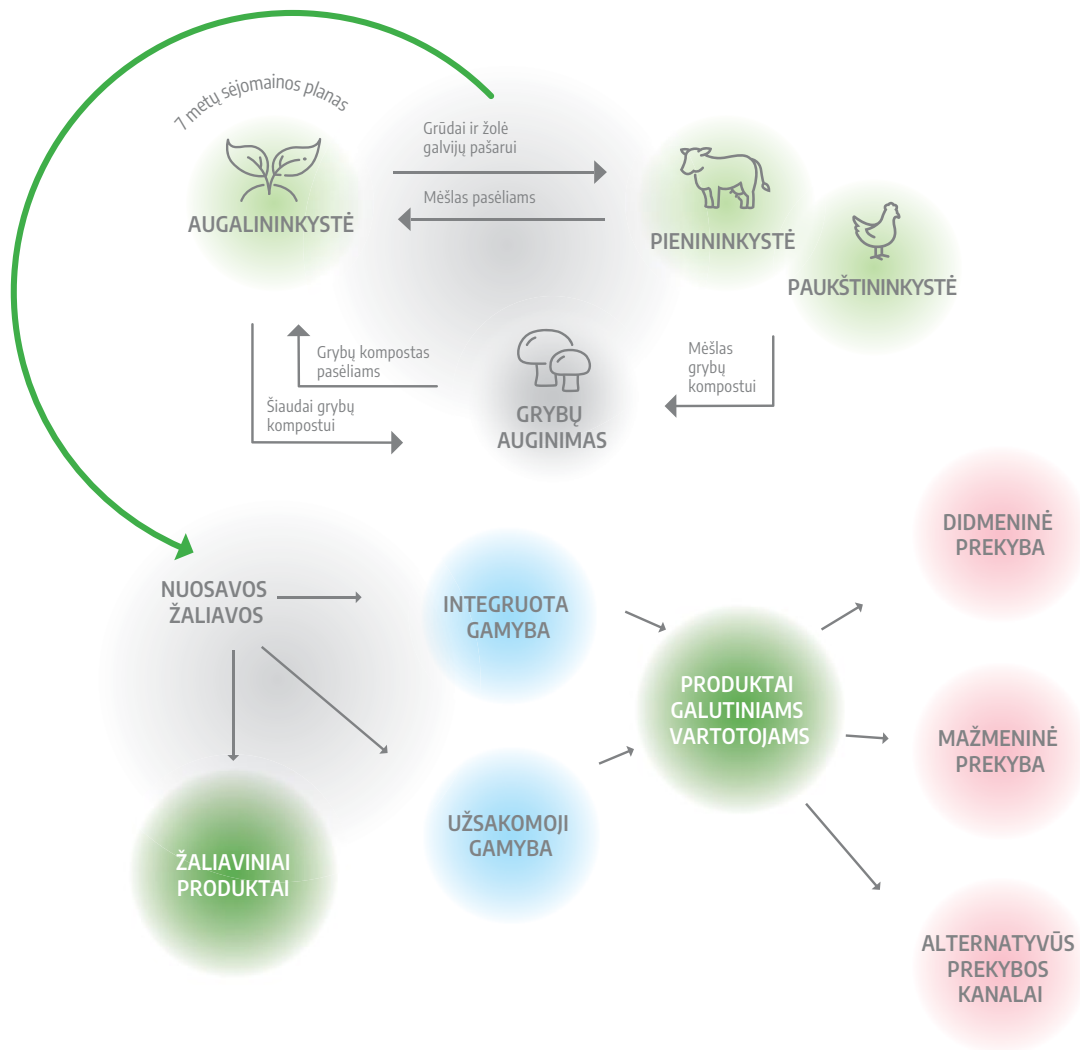 7 metų sėjomainos planas
Grūdai ir žolė
galvijų pašarui
Mėšlas pasėliams
AUGALININKYSTĖ
PIENININKYSTĖ
PAUKŠTININKYSTĖ
Grybų kompostas
pasėliams
Šiaudai grybų
kompostui
Mėšlas
grybų
kompostui
GRYBŲ
AUGINIMAS
NUOSAVOS
ŽALIAVOS
INTEGRUOTA
GAMYBA
UŽSAKOMOJI
GAMYBA
ŽALIAVINIAI
PRODUKTAI
PRODUKTAI
GALUTINIAMS
VARTOTOJAMS
DIDMENINĖ
PREKYBA
MAŽMENINĖ
PREKYBA
ALTERNATYVŪS
PREKYBOS
KANALAI